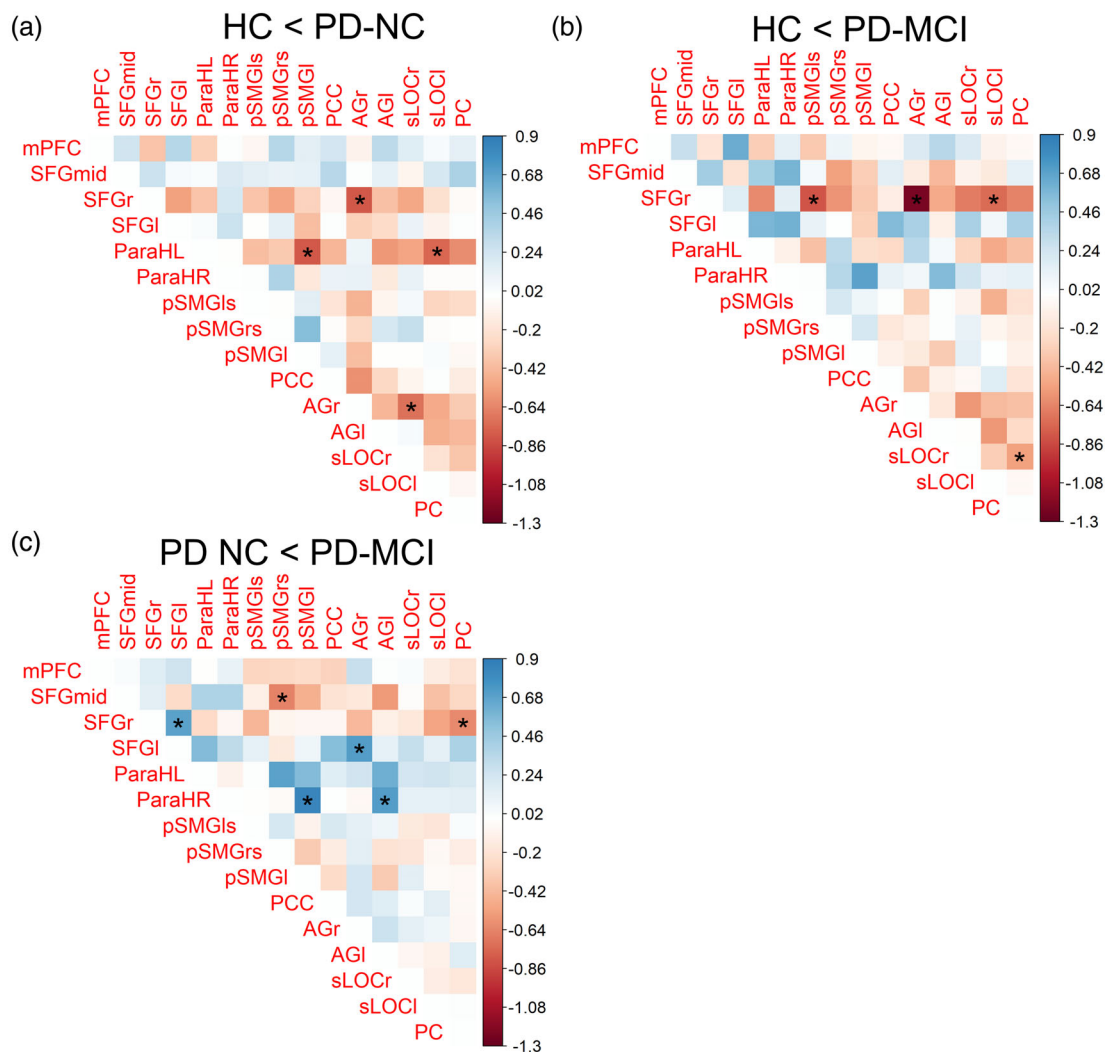 (a) HC < PD-NC
mPFC SFGmid SFGr SFGl ParaHL ParaHR pSMGls pSMGrs pSMGl PCC AGr AGl sLOCr sLOCl PC
mPFC
SFGmid
SFGr * 
ParaHL * *
SFGl
ParaHR
pSMGls
pSMGrs
pSMGl
PCC
AGr *
AGl
sLOCr
sLOCl
PC
0.9
0.68
0.46
0.24
0.02
-0.2
-0.42
-0.64
-0.86
-1.08
-1.3
(b) HC < PD-MCI
mPFC SFGmid SFGr SFGl ParaHL ParaHR pSMGls pSMGrs pSMGl PCC AGr AGl sLOCr sLOCl PC
mPFC
SFGmid
SFGr * * *
SFGl
ParaHL
ParaHR
pSMGls
pSMGrs
pSMGl
PCC
AGr
AGl
sLOCr *
sLOCl
PC
0.9
0.68
0.46
0.24
0.02
-0.2
-0.42
-0.64
-0.86
-1.08
-1.3
(c) PD NC < PD-MCI
mPFC SFGmid SFGr SFGl ParaHL ParaHR pSMGls pSMGrs pSMGl PCC AGr AGl sLOCr sLOCl PC
mPFC
SFGmid *
SFGr * *
SFGl *
ParaHL
ParaHR * *
pSMGls
pSMGrs
pSMGl
PCC
AGr
AGl
sLOCr
sLOCl
PC
0.9
0.68
0.46
0.24
0.02
-0.2
-0.42
-0.64
-0.86
-1.08
-1.3